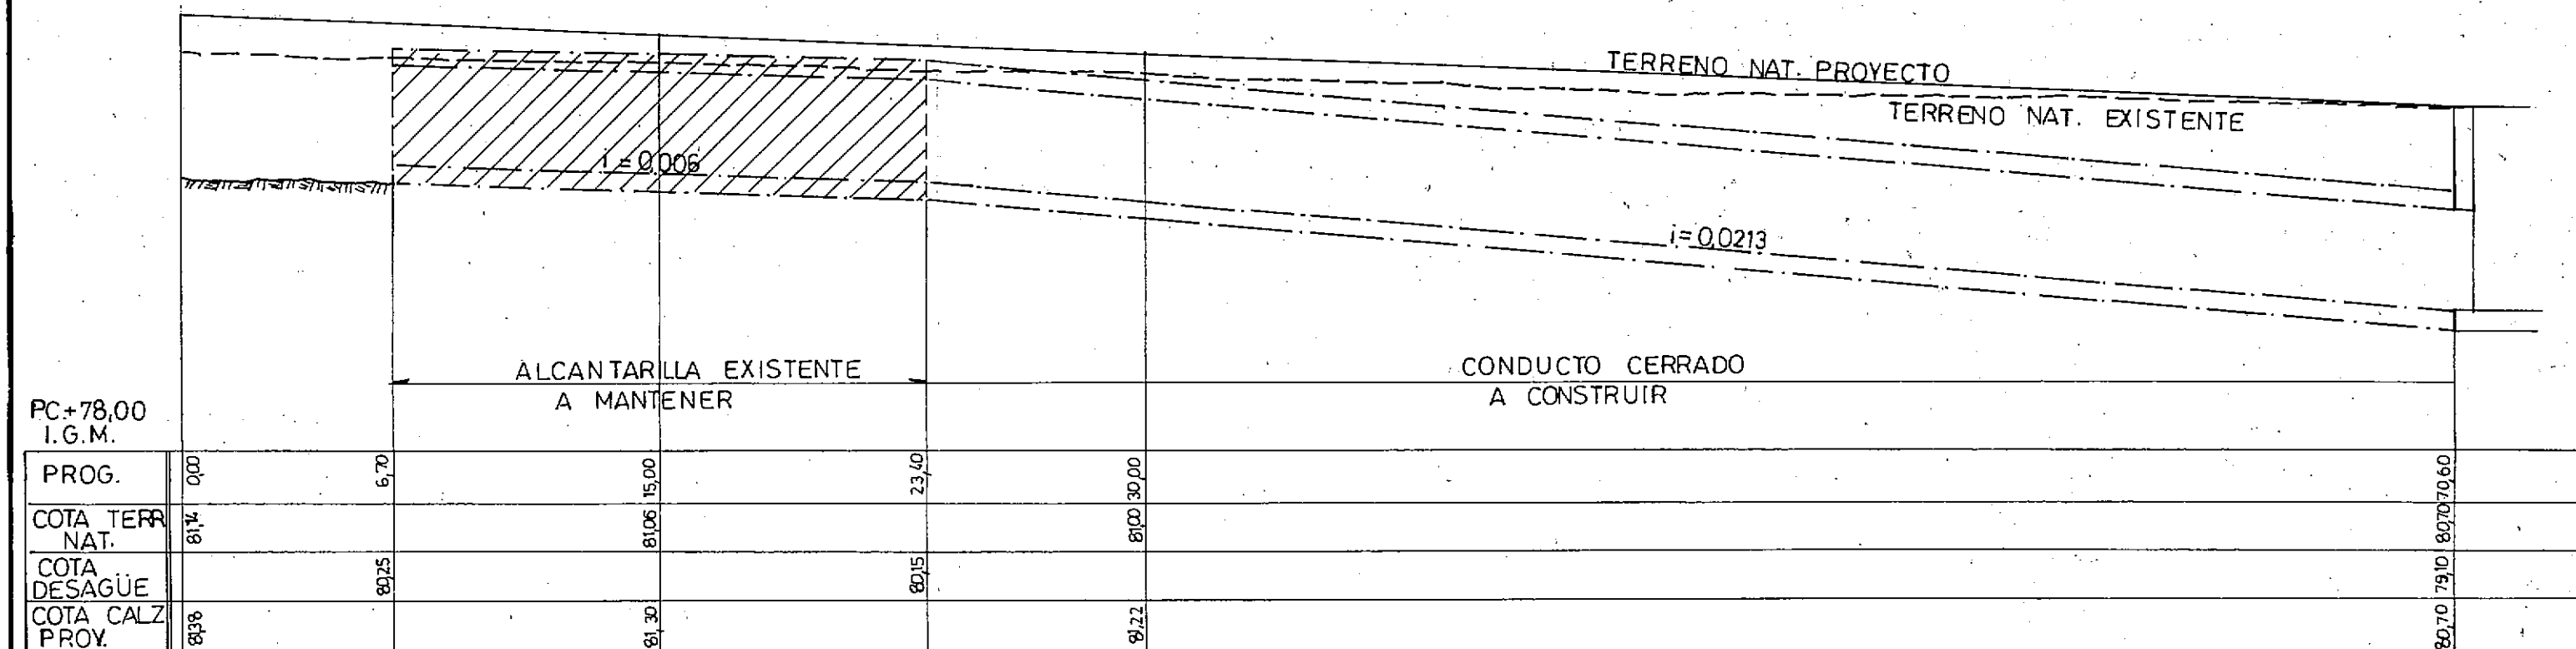 TERRENO NAT. PROYECTO
TERRENO NAT. EXISTENTE
i = 0,006
i = 0,0213
ALCANTARILLA EXISTENTE
A MANTENER
CONDUCTO CERRADO
A CONSTRUIR
PC.+78,00
I.G.M.
PROG. 0,00 6,70 15,00 23,40 30,00 70,60
COTA TERR NAT. 81,14 81,06 81,00 80,70
COTA DESAGÜE 80,25 80,15 79,10
COTA CALZ PROY. 81,38 81,30 81,22 80,70